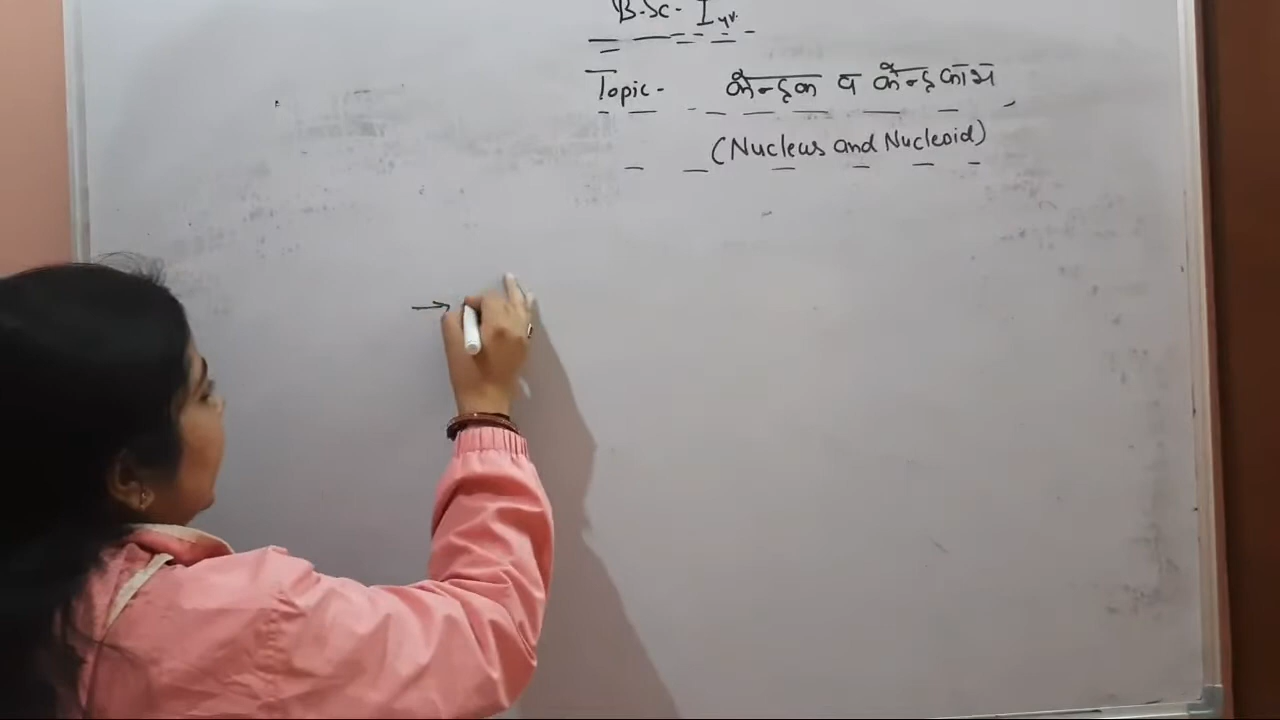 B.Sc- I yr.
Topic- केन्द्रक व केन्द्रकाभ
(Nucleus and Nucleoid)
→